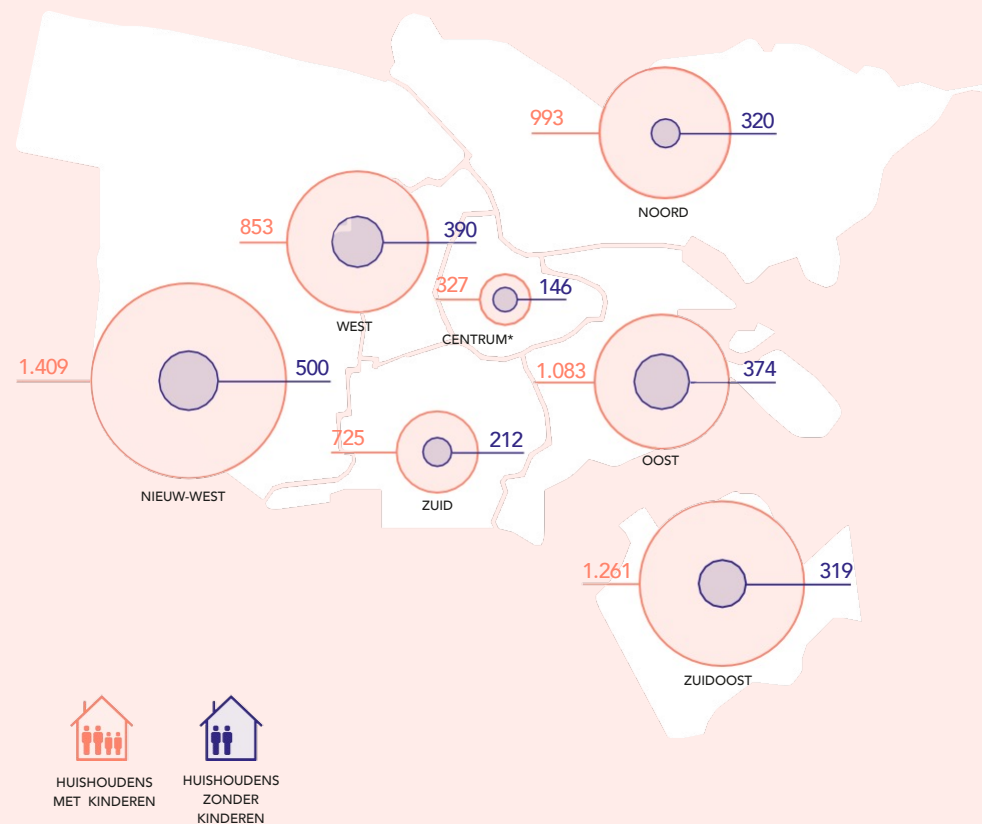 993
320
NOORD
853
390
WEST
327
146
CENTRUM*
1.409
500
NIEUW-WEST
1.083
374
OOST
725
212
ZUID
1.261
319
ZUIDOOST
HUISHOUDENS
MET KINDEREN
HUISHOUDENS
ZONDER
KINDEREN